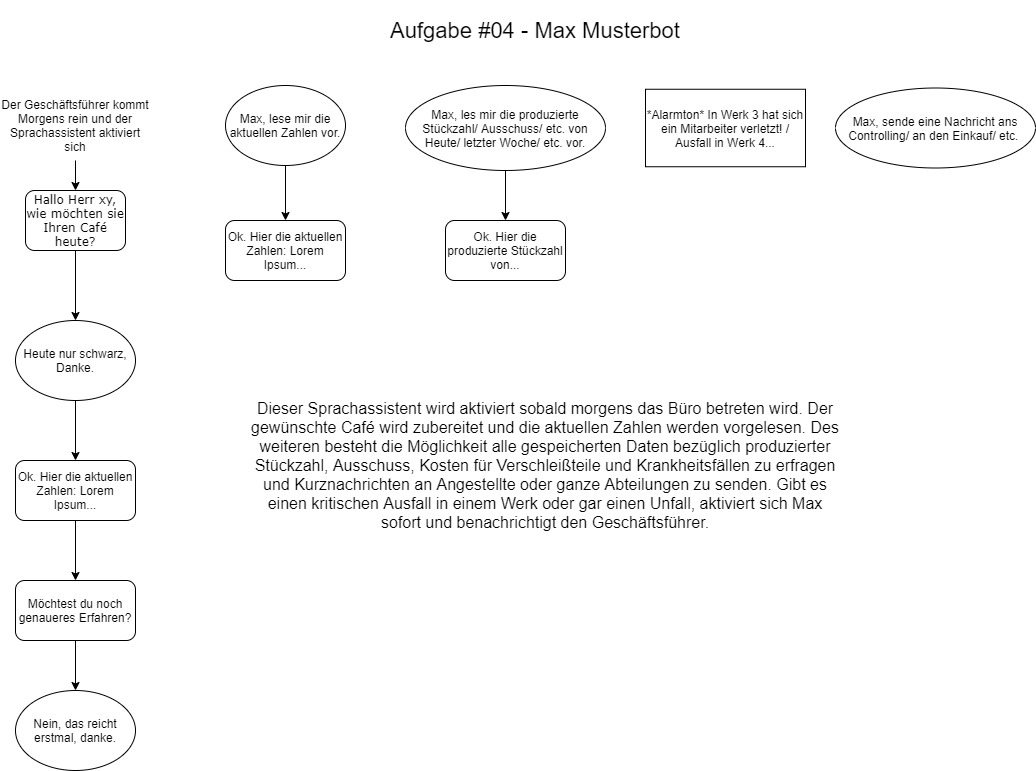 Aufgabe #04 - Max Musterbot
Der Geschäftsführer kommt
Morgens rein und der
Sprachassistent aktiviert
sich
Hallo Herr xy,
wie möchten sie
Ihren Café
heute?
Heute nur schwarz,
Danke.
Ok. Hier die aktuellen
Zahlen: Lorem
Ipsum...
Möchtest du noch
genaueres Erfahren?
Nein, das reicht
erstmal, danke.
Max, lese mir die
aktuellen Zahlen vor.
Ok. Hier die aktuellen
Zahlen: Lorem
Ipsum...
Max, les mir die produzierte
Stückzahl/ Ausschuss/ etc. von
Heute/ letzter Woche/ etc. vor.
Ok. Hier die
produzierte Stückzahl
von...
*Alarmton* In Werk 3 hat sich
ein Mitarbeiter verletzt! /
Ausfall in Werk 4...
Max, sende eine Nachricht ans
Controlling/ an den Einkauf/ etc.
Dieser Sprachassistent wird aktiviert sobald morgens das Büro betreten wird. Der
gewünschte Café wird zubereitet und die aktuellen Zahlen werden vorgelesen. Des
weiteren besteht die Möglichkeit alle gespeicherten Daten bezüglich produzierter
Stückzahl, Ausschuss, Kosten für Verschleißteile und Krankheitsfällen zu erfragen
und Kurznachrichten an Angestellte oder ganze Abteilungen zu senden. Gibt es
einen kritischen Ausfall in einem Werk oder gar einen Unfall, aktiviert sich Max
sofort und benachrichtigt den Geschäftsführer.